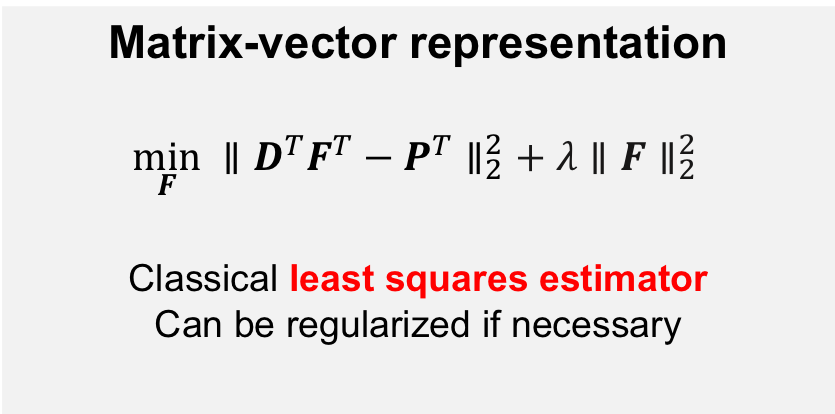 Matrix-vector representation
min_F ∥ D^T F^T − P^T ∥_2^2 + λ ∥ F ∥_2^2
Classical least squares estimator
Can be regularized if necessary